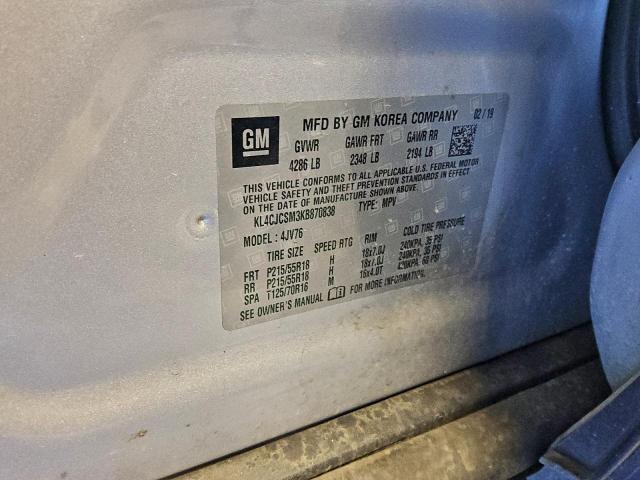 GM
MFD BY GM KOREA COMPANY 02 / 19
GVWR GAWR FRT GAWR RR
4286 LB 2348 LB 2194 LB
THIS VEHICLE CONFORMS TO ALL APPLICABLE U.S. FEDERAL MOTOR
VEHICLE SAFETY AND THEFT PREVENTION STANDARDS IN EFFECT ON THE
DATE OF MANUFACTURE SHOWN ABOVE.
KL4CJCSM3KB870838 TYPE: MPV
MODEL: 4JV76
TIRE SIZE SPEED RTG RIM COLD TIRE PRESSURE
FRT P215/55R18 H 18x7.0J 240KPA, 35 PSI
RR P215/55R18 H 18x7.0J 240KPA, 35 PSI
SPA T125/70R16 M 16x4.0T 420KPA, 60 PSI
SEE OWNER'S MANUAL FOR MORE INFORMATION.